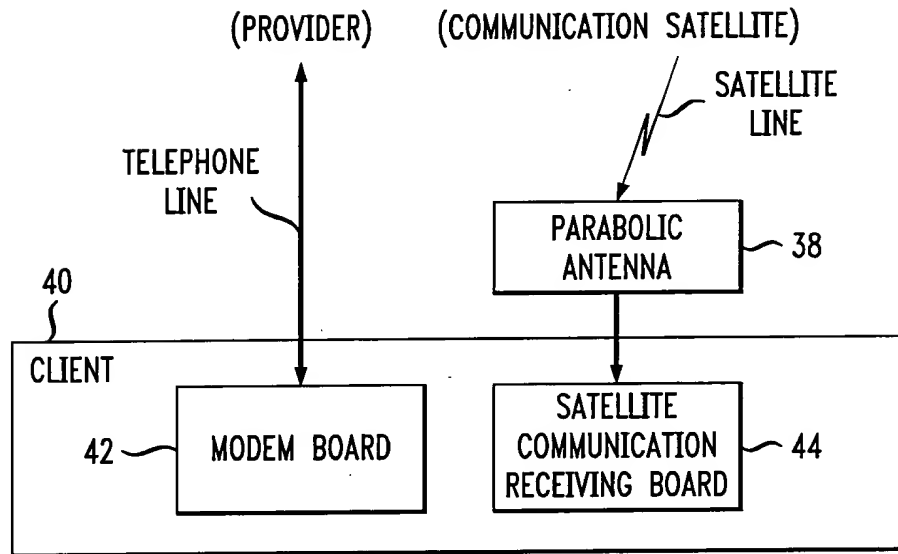 (PROVIDER)
(COMMUNICATION SATELLITE)
SATELLITE
LINE
TELEPHONE
LINE
PARABOLIC
ANTENNA
38
40
CLIENT
42
MODEM BOARD
SATELLITE
COMMUNICATION
RECEIVING BOARD
44